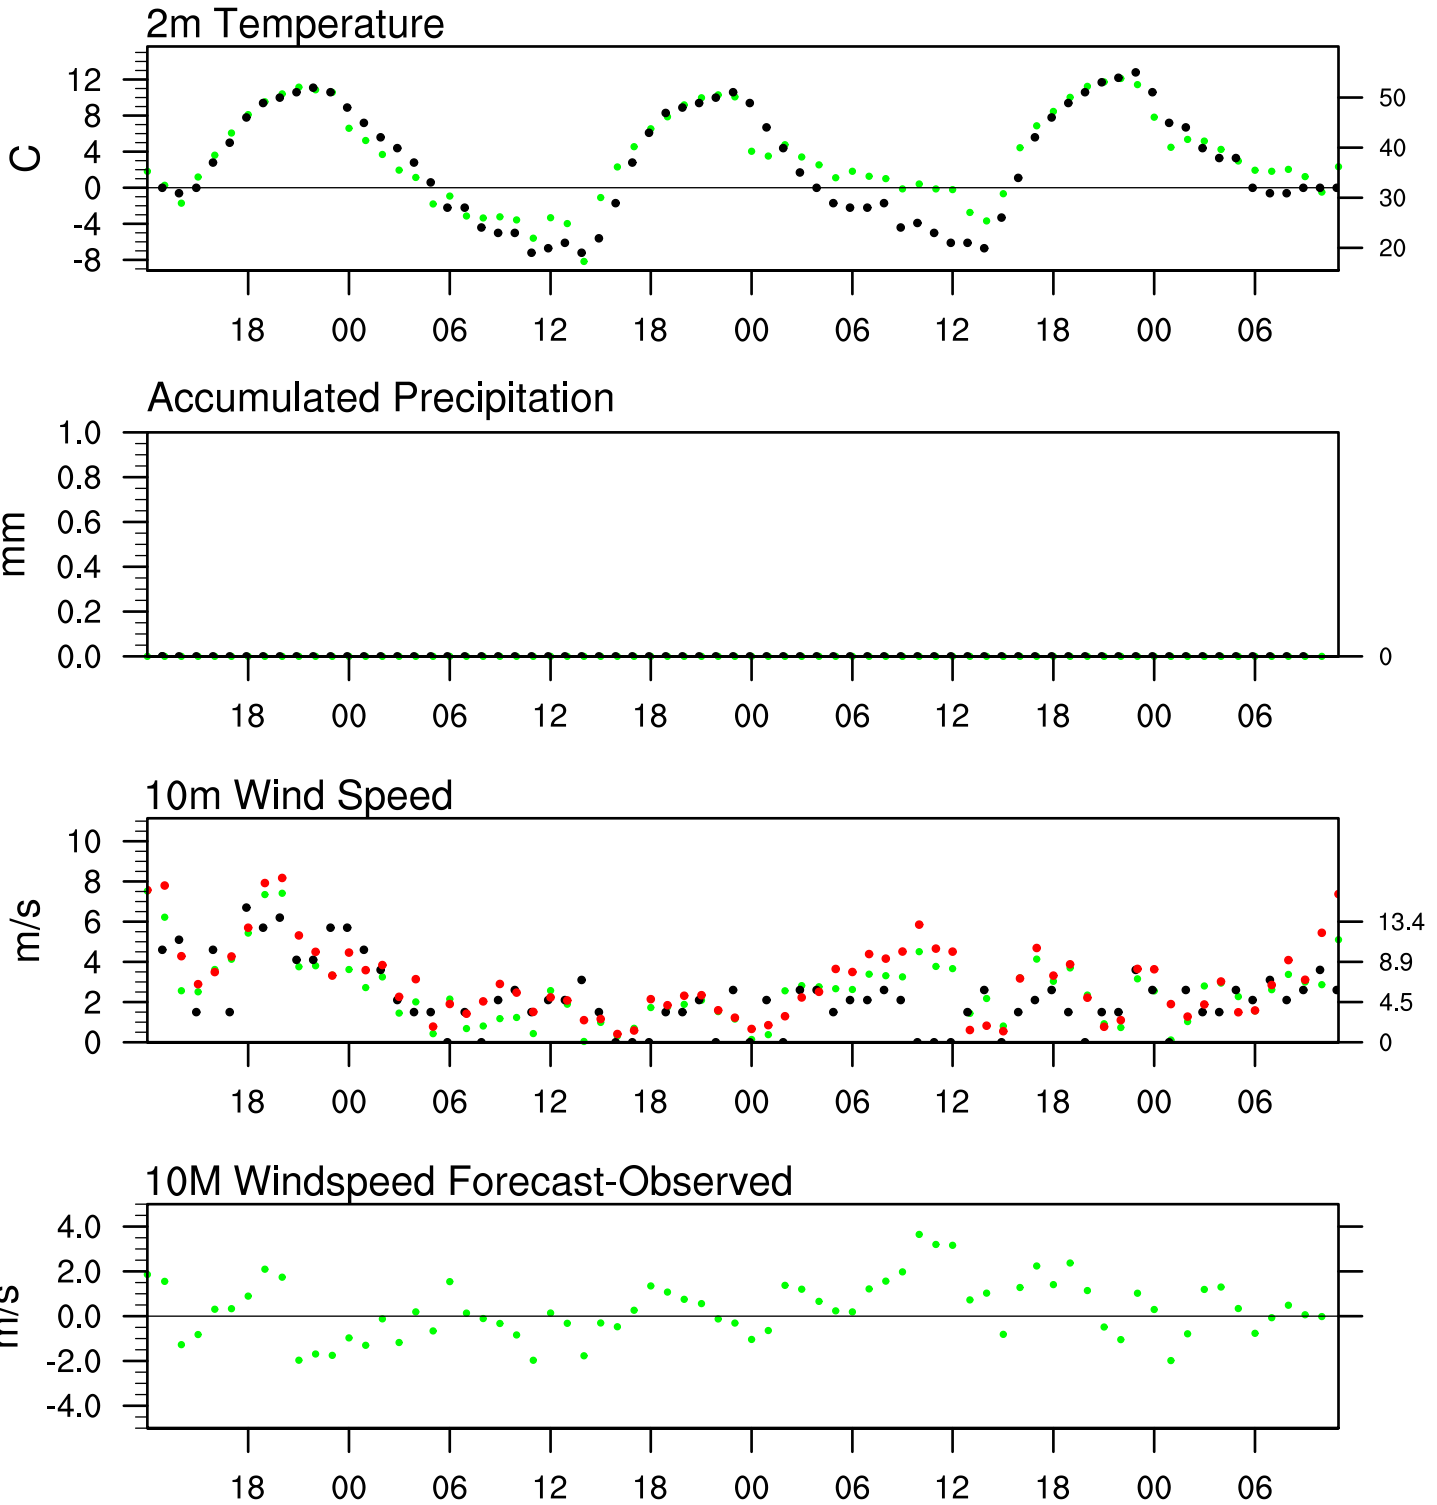 2m Temperature
12
8
4
0
-4
-8
C
50
40
30
20
18 00 06 12 18 00 06 12 18 00 06
Accumulated Precipitation
1.0
0.8
0.6
0.4
0.2
0.0
mm
0
18 00 06 12 18 00 06 12 18 00 06
10m Wind Speed
10
8
6
4
2
0
m/s
13.4
8.9
4.5
0
18 00 06 12 18 00 06 12 18 00 06
10M Windspeed Forecast-Observed
4.0
2.0
0.0
-2.0
-4.0
m/s
18 00 06 12 18 00 06 12 18 00 06